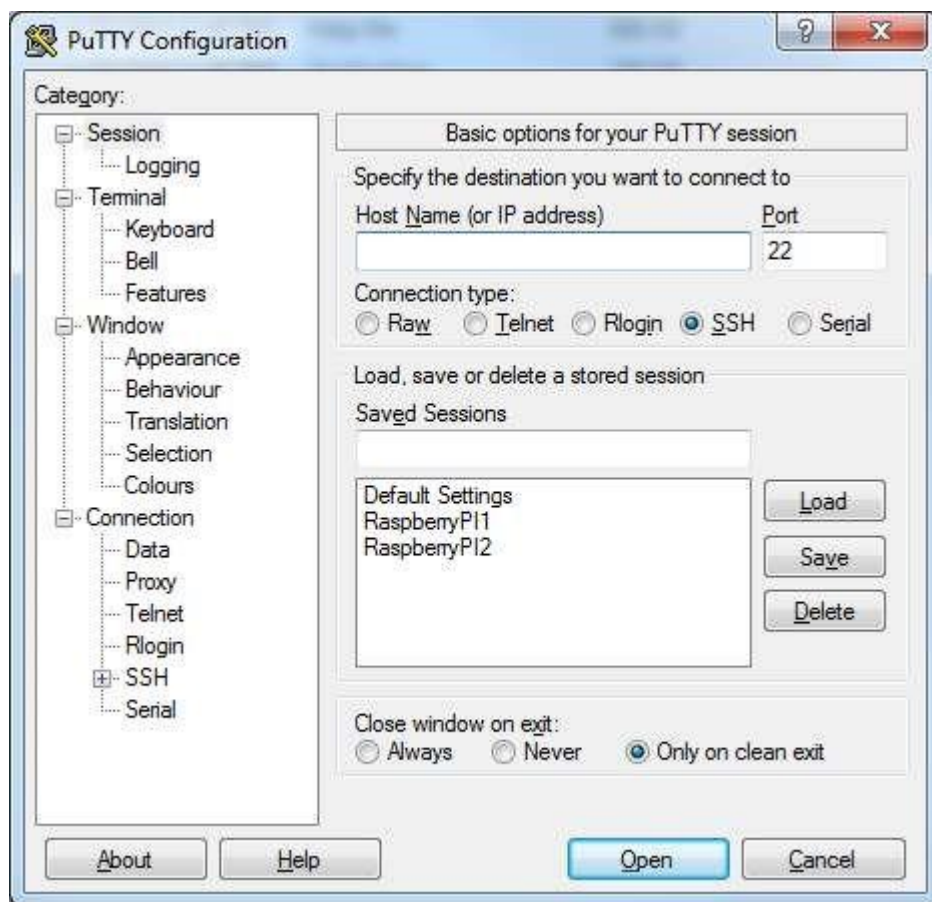 PuTTY Configuration
Category:
Session
Logging
Terminal
Keyboard
Bell
Features
Window
Appearance
Behaviour
Translation
Selection
Colours
Connection
Data
Proxy
Telnet
Rlogin
SSH
Serial
Basic options for your PuTTY session
Specify the destination you want to connect to
Host Name (or IP address) Port
22
Connection type:
Raw Telnet Rlogin SSH Serial
Load, save or delete a stored session
Saved Sessions
Default Settings
RaspberryPI1
RaspberryPI2
Load
Save
Delete
Close window on exit:
Always Never Only on clean exit
About Help Open Cancel